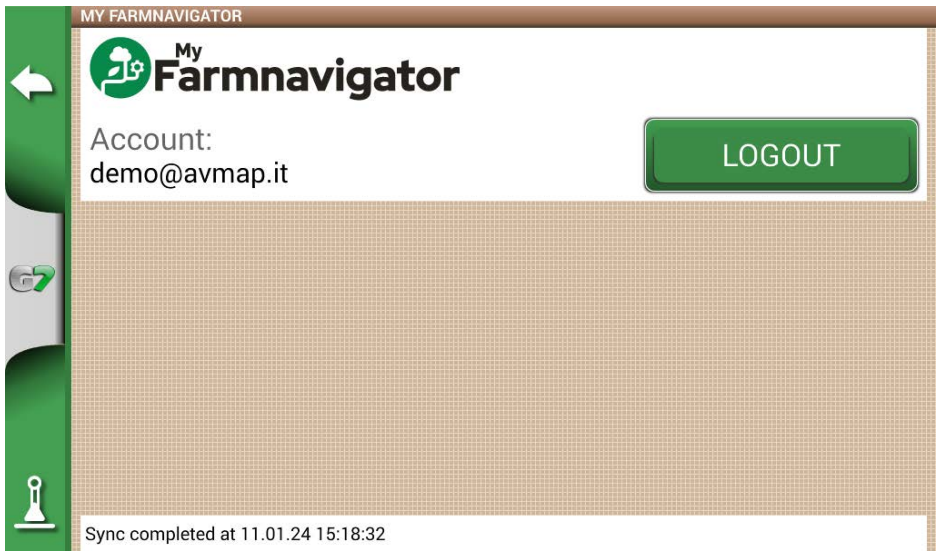 MY FARMNAVIGATOR
My
Farmnavigator
Account:
demo@avmap.it
LOGOUT
G7
Sync completed at 11.01.24 15:18:32